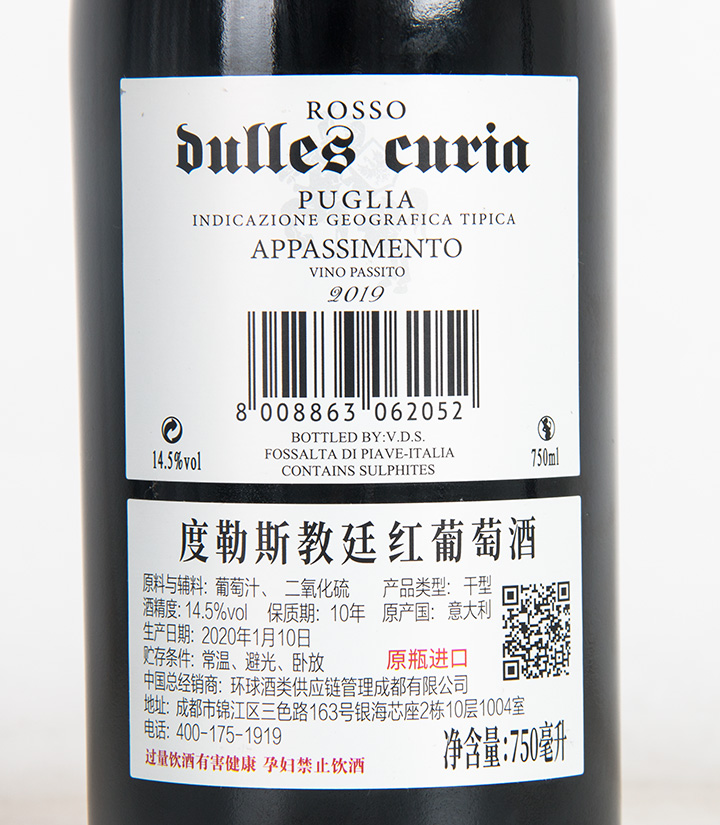 ROSSO
dulles curia
PUGLIA
INDICAZIONE GEOGRAFICA TIPICA
APPASSIMENTO
VINO PASSITO
2019
8 008863 062052
BOTTLED BY:V.D.S.
FOSSALTA DI PIAVE-ITALIA
CONTAINS SULPHITES
14.5%vol
750ml
度勒斯教廷红葡萄酒
原料与辅料: 葡萄汁、二氧化硫 产品类型: 干型
酒精度: 14.5%vol 保质期: 10年 原产国: 意大利
生产日期: 2020年1月10日
贮存条件: 常温、避光、卧放 原瓶进口
中国总经销商: 环球酒类供应链管理成都有限公司
地址: 成都市锦江区三色路163号银海芯座2栋10层1004室
电话: 400-175-1919
净含量:750毫升
过量饮酒有害健康 孕妇禁止饮酒